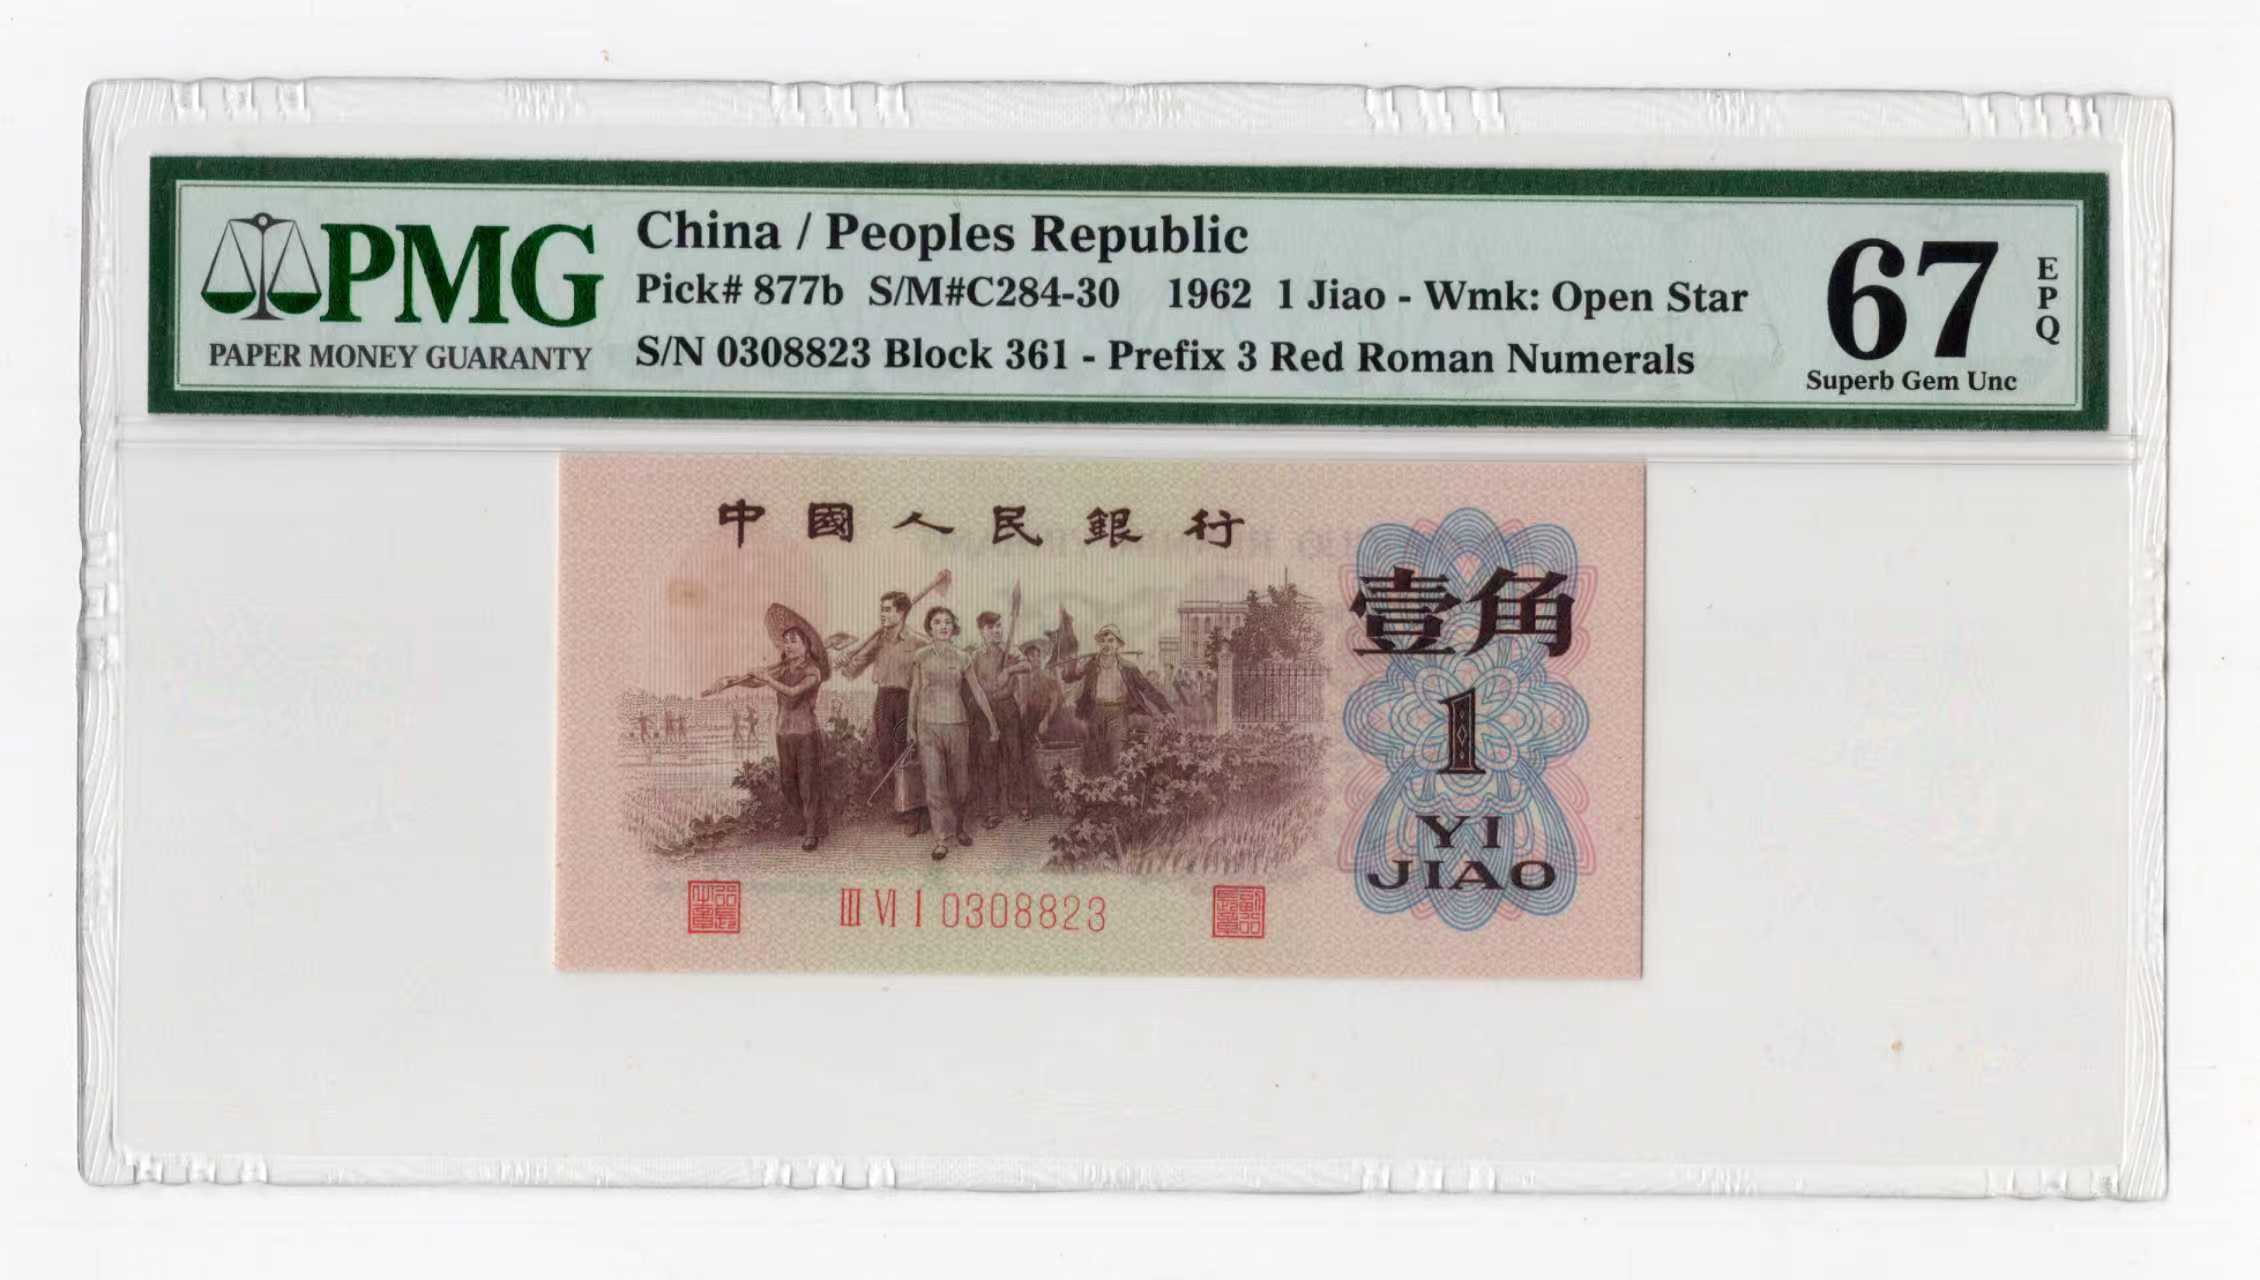 China / Peoples Republic
Pick# 877b S/M#C284-30 1962 1 Jiao - Wmk: Open Star
S/N 0308823 Block 361 - Prefix 3 Red Roman Numerals
PMG
PAPER MONEY GUARANTY
67
EPQ
Superb Gem Unc
中國人民銀行
壹角
1
YI
JIAO
III VI I 0308823